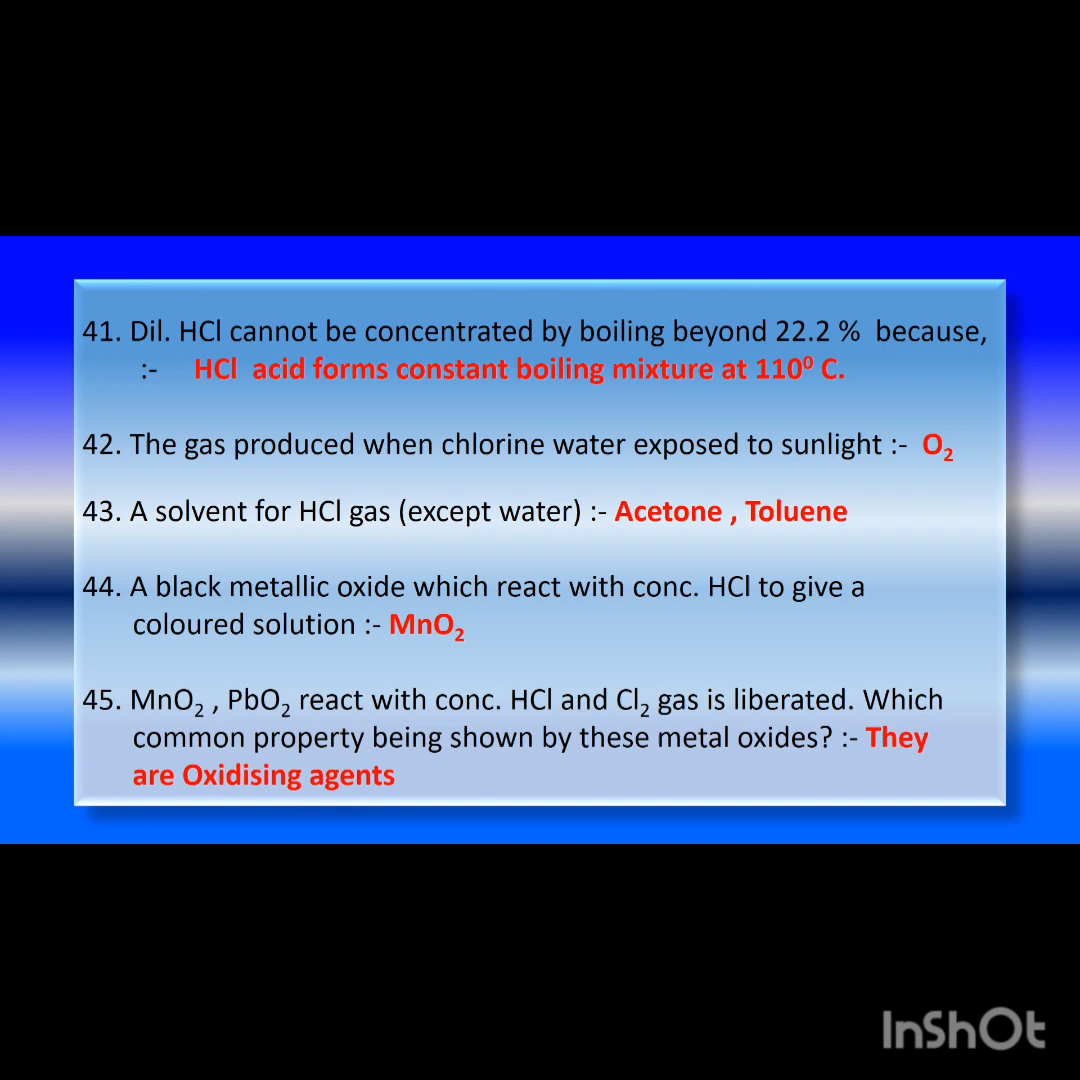 41. Dil. HCl cannot be concentrated by boiling beyond 22.2 % because,
:- HCl acid forms constant boiling mixture at 110⁰ C.
42. The gas produced when chlorine water exposed to sunlight :- O₂
43. A solvent for HCl gas (except water) :- Acetone , Toluene
44. A black metallic oxide which react with conc. HCl to give a
coloured solution :- MnO₂
45. MnO₂ , PbO₂ react with conc. HCl and Cl₂ gas is liberated. Which
common property being shown by these metal oxides? :- They
are Oxidising agents
InShOt